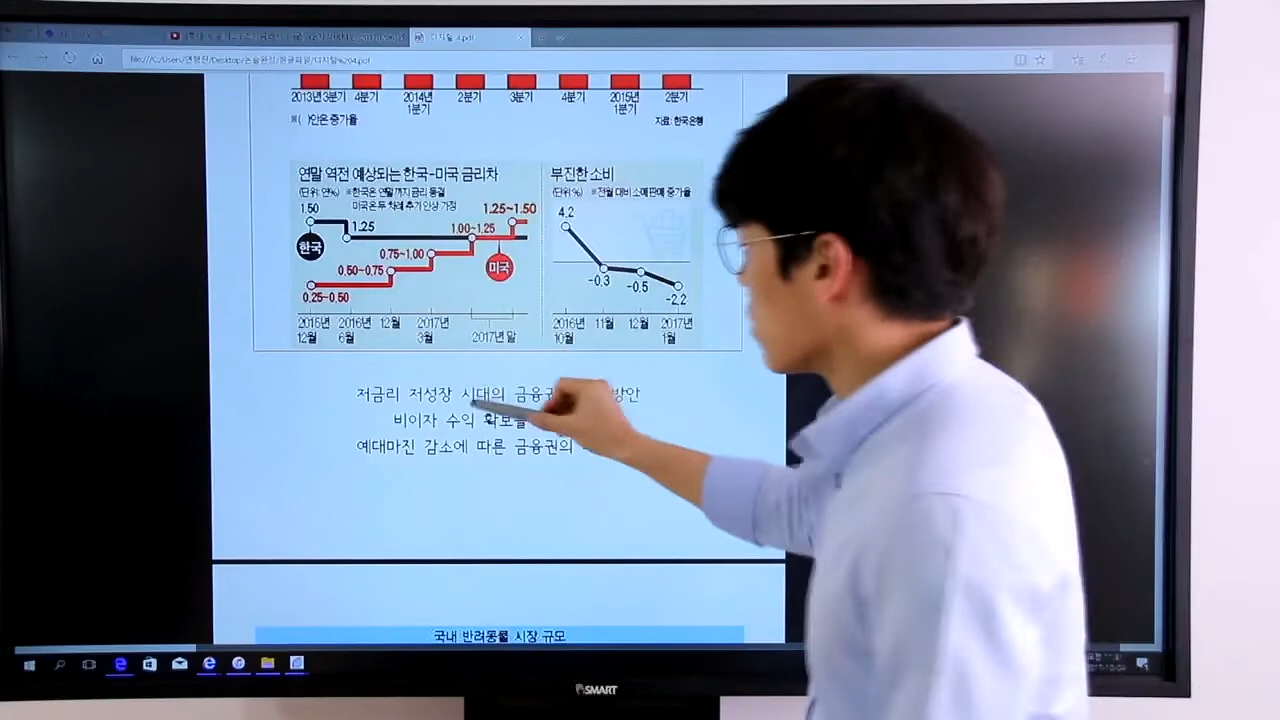 file:///C:/Users/
2013년3분기 4분기 2014년 1분기 2분기 3분기 4분기 2015년 1분기 2분기
※( )안은 증가율
자료: 한국은행
연말 역전 예상되는 한국-미국 금리차
(단위: 연%) ※한국은 연말까지 금리 동결
미국은 두 차례 추가 인상 가정
1.50
1.25
한국
0.25~0.50
0.50~0.75
0.75~1.00
1.00~1.25
1.25~1.50
미국
2015년 12월 2016년 6월 12월 2017년 3월 2017년 말
부진한 소비
(단위 %) ※전월 대비 소매판매 증가율
4.2
-0.3
-0.5
-2.2
2016년 10월 11월 12월 2017년 1월
저금리 저성장 시대의 방안
비이자 수익
예대마진 감소에 따른 금융권의
국내 반려동물 시장 규모
SMART